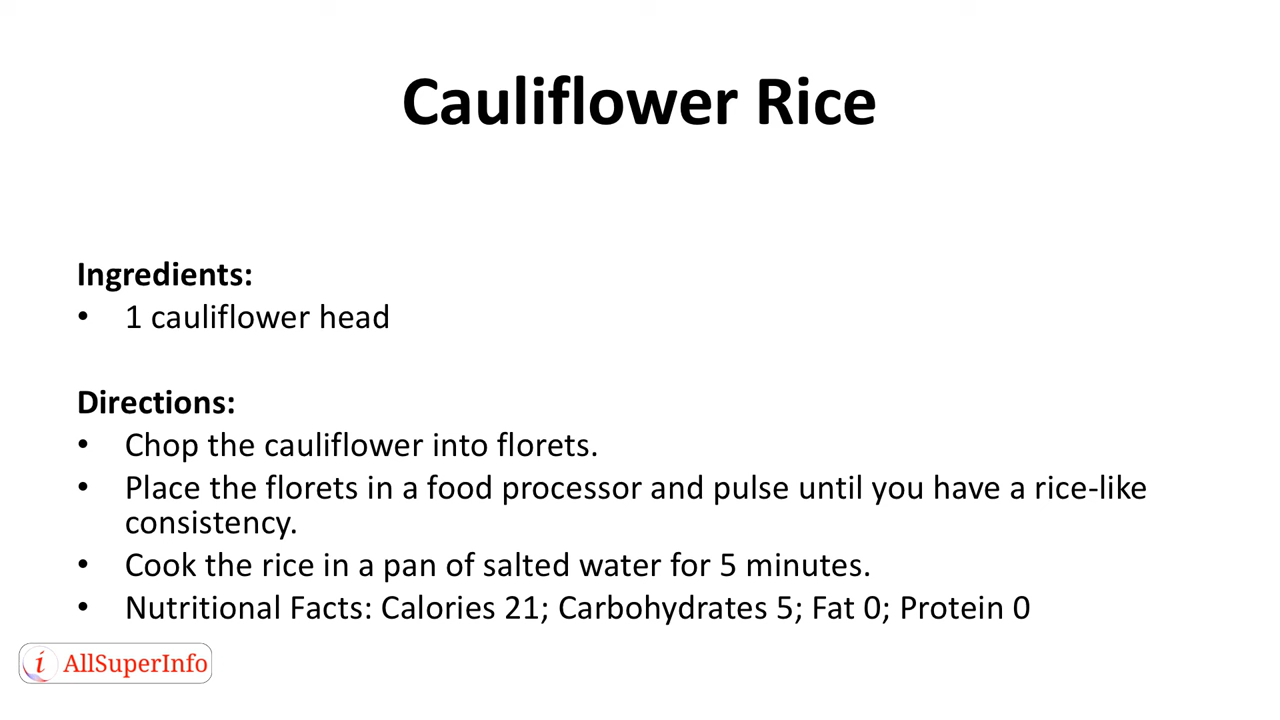 Cauliflower Rice
Ingredients:
• 1 cauliflower head
Directions:
• Chop the cauliflower into florets.
• Place the florets in a food processor and pulse until you have a rice-like
consistency.
• Cook the rice in a pan of salted water for 5 minutes.
• Nutritional Facts: Calories 21; Carbohydrates 5; Fat 0; Protein 0
i AllSuperInfo